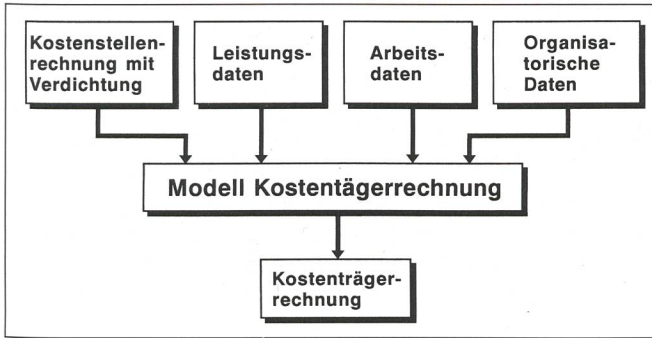 Kostenstellen-
rechnung mit
Verdichtung
Leistungs-
daten
Arbeits-
daten
Organisa-
torische
Daten
Modell Kostentägerrechnung
Kostenträger-
rechnung